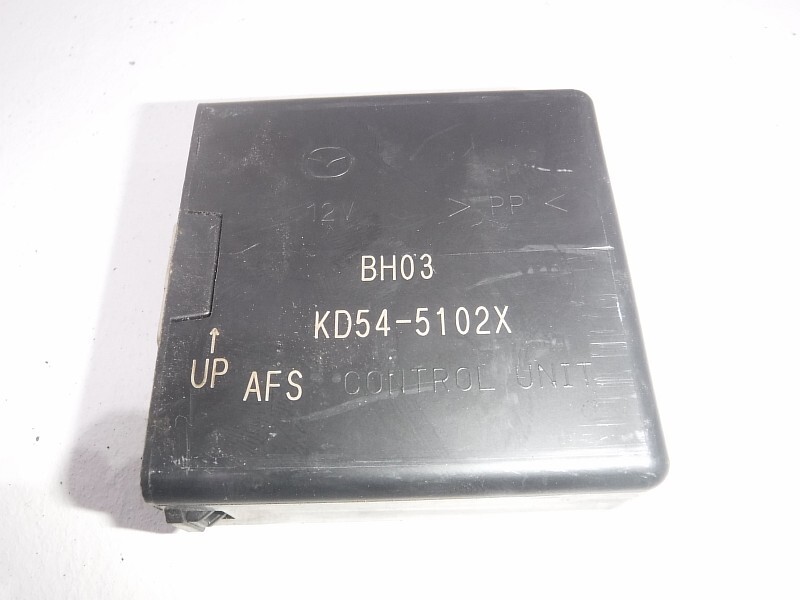 12V > PP <
BH03
KD54-5102X
↑
UP AFS CONTROL UNIT